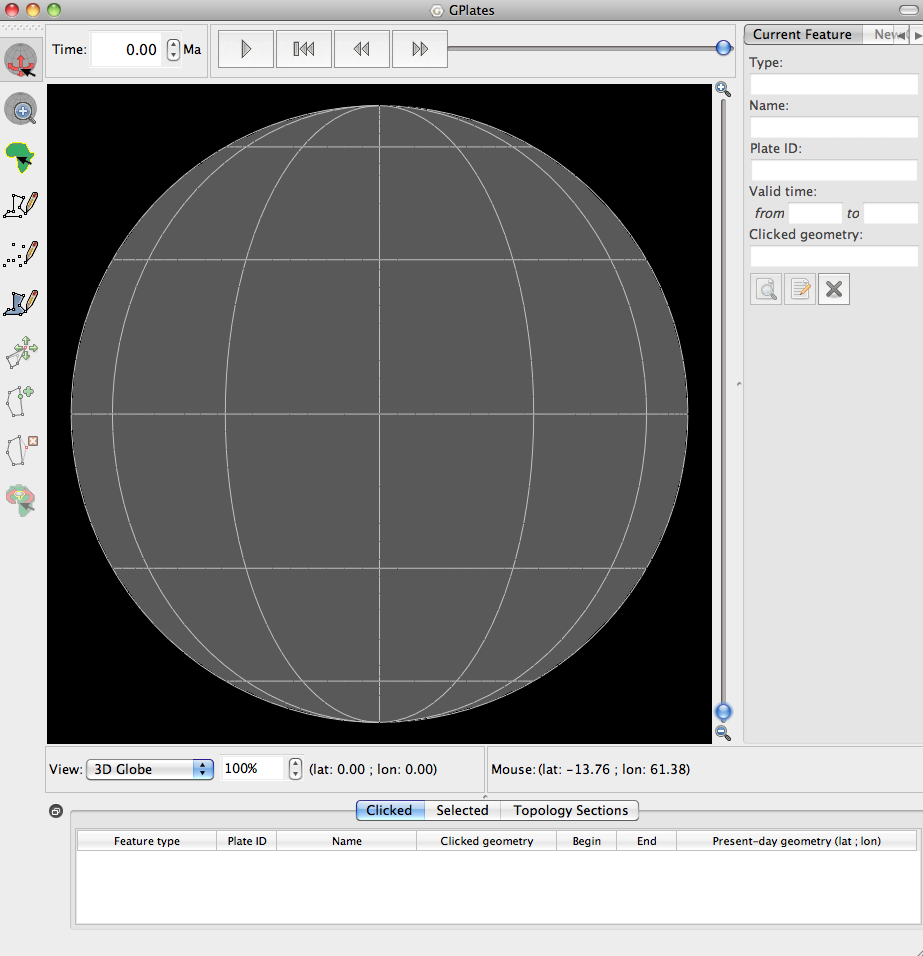 GPlates
Time: 0.00 Ma
Current Feature
Type:
Name:
Plate ID:
Valid time:
from to
Clicked geometry:
View: 3D Globe 100% (lat: 0.00 ; lon: 0.00) Mouse: (lat: -13.76 ; lon: 61.38)
Clicked Selected Topology Sections
Feature type Plate ID Name Clicked geometry Begin End Present-day geometry (lat ; lon)